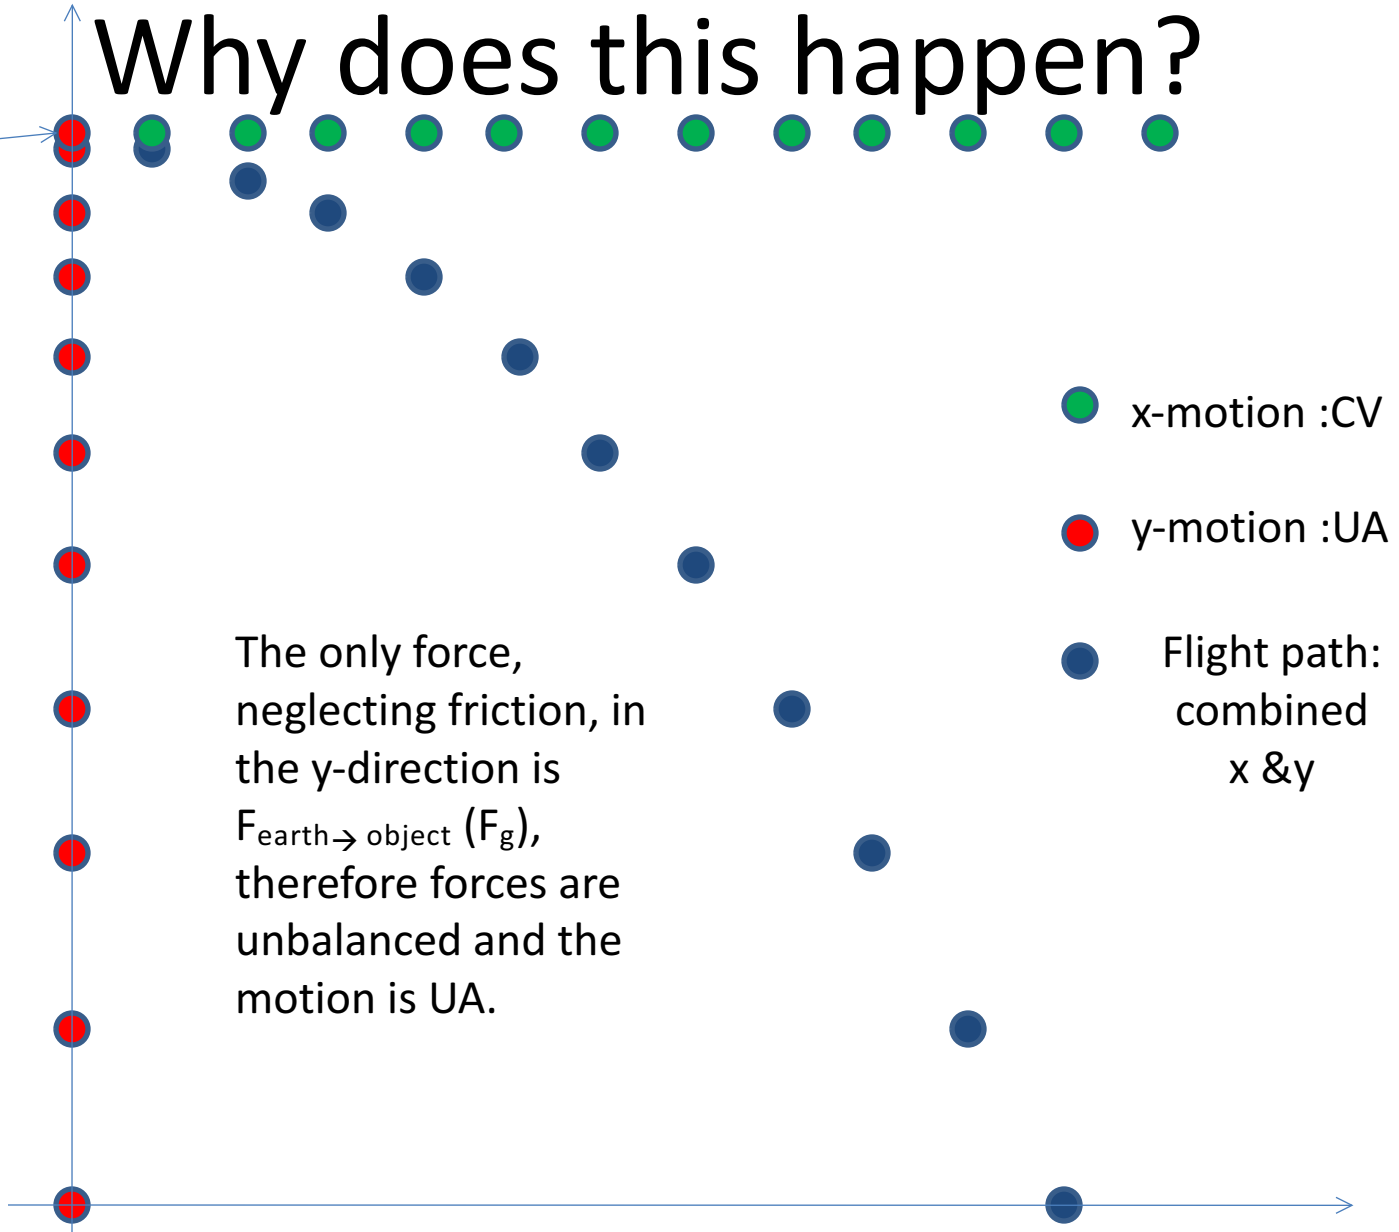 Why does this happen?
x-motion :CV
y-motion :UA
The only force,
neglecting friction, in
the y-direction is
Fearth→ object (Fg),
therefore forces are
unbalanced and the
motion is UA.
Flight path:
combined
x &y